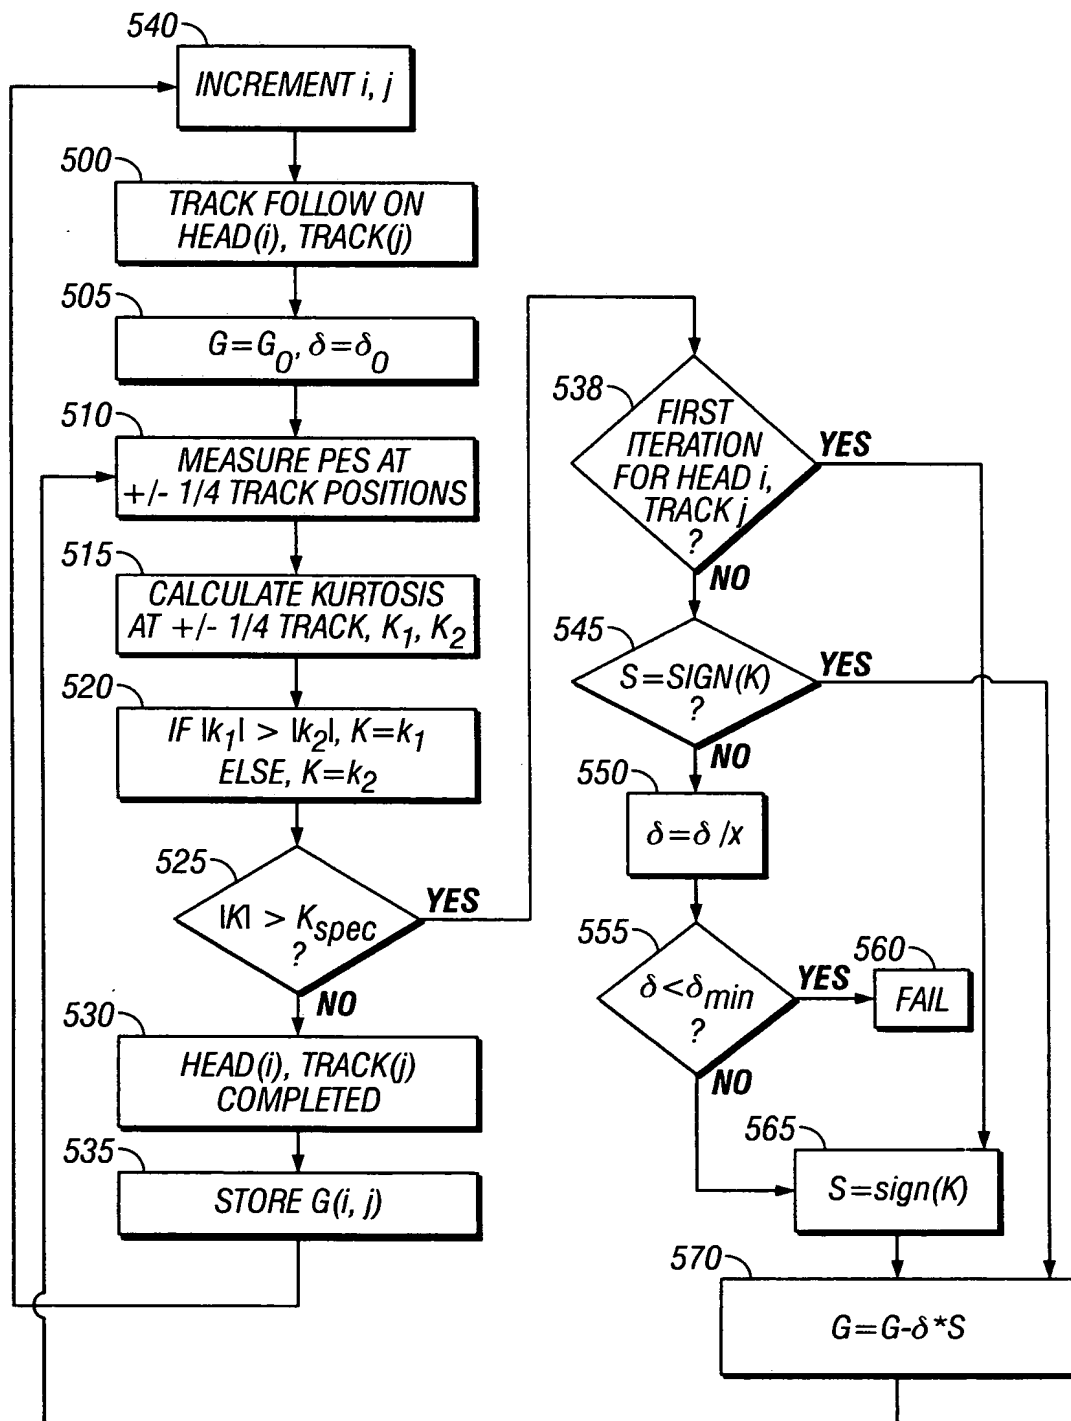 540
INCREMENT i, j
500
TRACK FOLLOW ON
HEAD(i), TRACK(j)
505
G=G₀, δ=δ₀
510
MEASURE PES AT
+/- 1/4 TRACK POSITIONS
515
CALCULATE KURTOSIS
AT +/- 1/4 TRACK, K₁, K₂
520
IF |k₁| > |k₂|, K=k₁
ELSE, K=k₂
525
|K| > Kspec
?
YES
NO
530
HEAD(i), TRACK(j)
COMPLETED
535
STORE G(i, j)
538
FIRST
ITERATION
FOR HEAD i,
TRACK j
?
YES
NO
545
S=SIGN(K)
?
YES
NO
550
δ=δ /x
555
δ<δmin
?
YES
NO
560
FAIL
565
S=sign(K)
570
G=G-δ*S